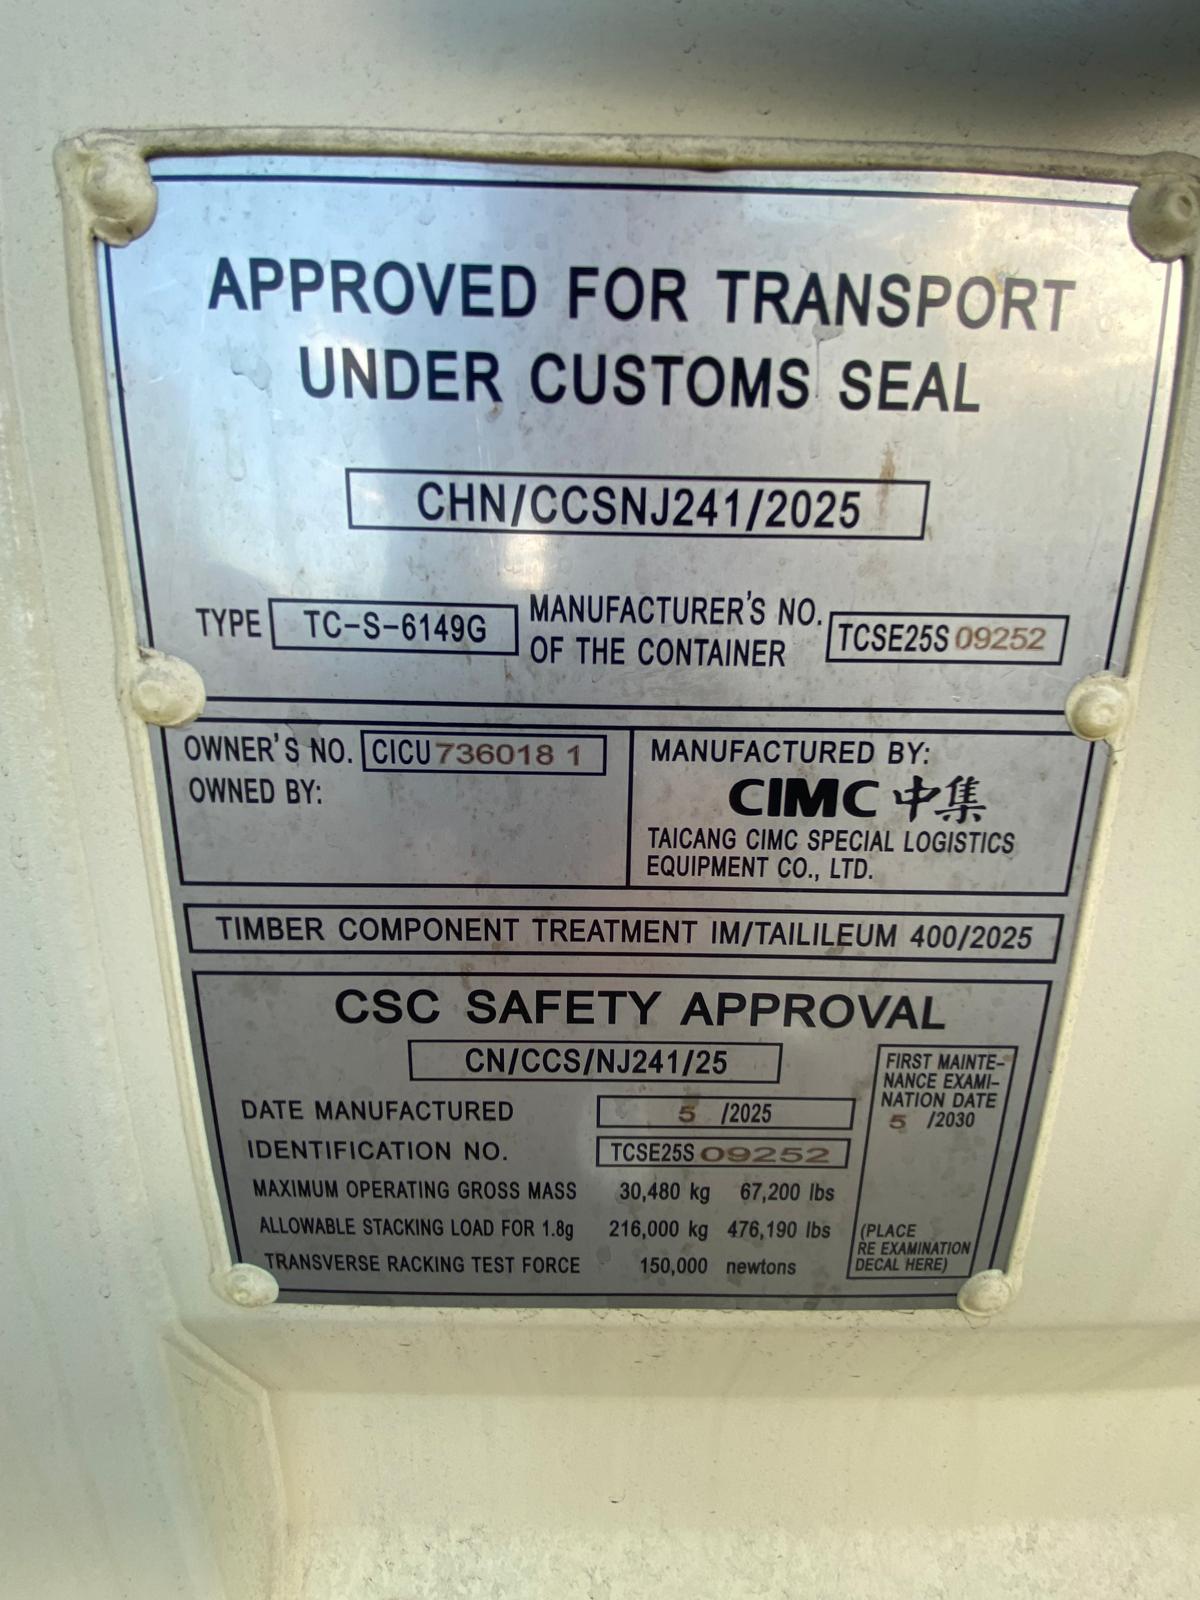 APPROVED FOR TRANSPORT
UNDER CUSTOMS SEAL
CHN/CCSNJ241/2025
TYPE TC-S-6149G MANUFACTURER'S NO. OF THE CONTAINER TCSE25S 09252
OWNER'S NO. CICU 736018 1
OWNED BY:
MANUFACTURED BY:
CIMC 中集
TAICANG CIMC SPECIAL LOGISTICS
EQUIPMENT CO., LTD.
TIMBER COMPONENT TREATMENT IM/TAILILEUM 400/2025
CSC SAFETY APPROVAL
CN/CCS/NJ241/25
DATE MANUFACTURED 5 /2025
IDENTIFICATION NO. TCSE25S 09252
MAXIMUM OPERATING GROSS MASS 30,480 kg 67,200 lbs
ALLOWABLE STACKING LOAD FOR 1.8g 216,000 kg 476,190 lbs
TRANSVERSE RACKING TEST FORCE 150,000 newtons
FIRST MAINTE-
NANCE EXAMI-
NATION DATE
5 /2030
(PLACE
RE EXAMINATION
DECAL HERE)